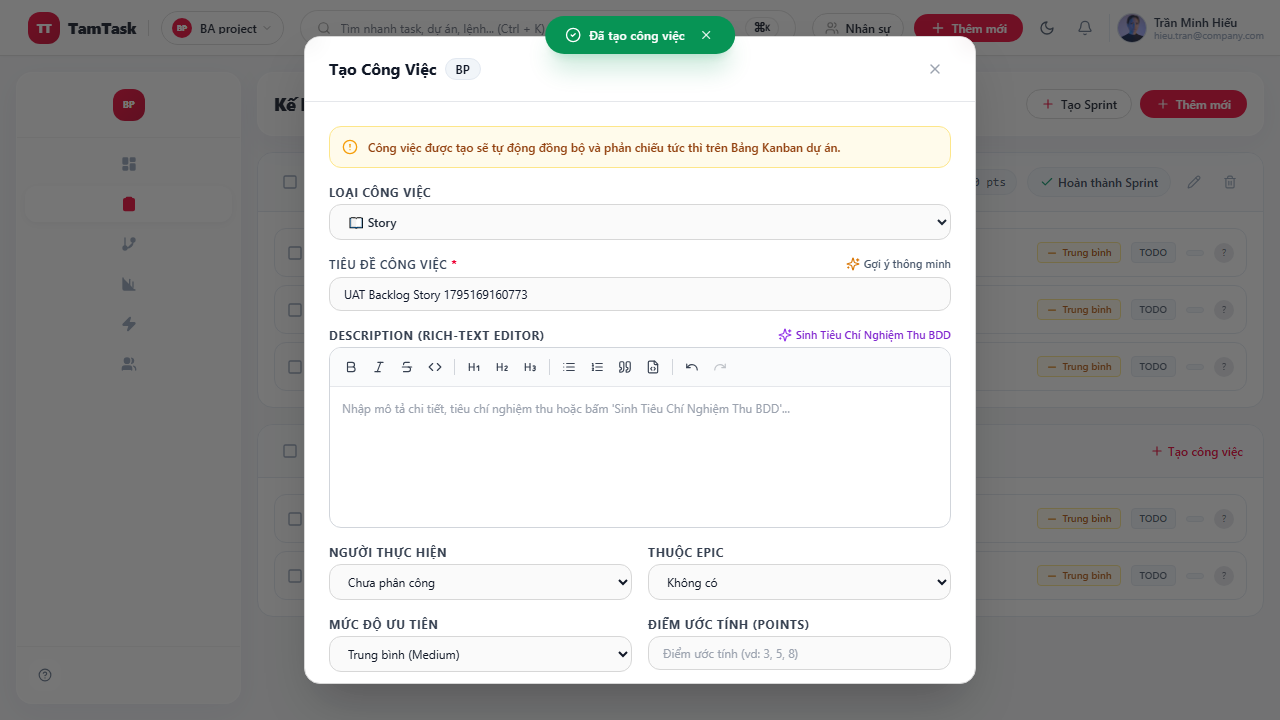 TT TamTask BP BA project Tìm nhanh task, dự án, lệnh... (Ctrl + K) ⌘K Nhân sự Thêm mới Trần Minh Hiếu
hieu.tran@company.com
Đã tạo công việc
Tạo Công Việc BP
BP
Tạo Sprint Thêm mới
Công việc được tạo sẽ tự động đồng bộ và phản chiếu tức thì trên Bảng Kanban dự án.
pts Hoàn thành Sprint
LOẠI CÔNG VIỆC
Story
TIÊU ĐỀ CÔNG VIỆC * Gợi ý thông minh
UAT Backlog Story 1795169160773
DESCRIPTION (RICH-TEXT EDITOR) Sinh Tiêu Chí Nghiệm Thu BDD
B I S <> H1 H2 H3
Nhập mô tả chi tiết, tiêu chí nghiệm thu hoặc bấm 'Sinh Tiêu Chí Nghiệm Thu BDD'...
Trung bình TODO ?
Trung bình TODO ?
Trung bình TODO ?
Tạo công việc
Trung bình TODO ?
Trung bình TODO ?
NGƯỜI THỰC HIỆN THUỘC EPIC
Chưa phân công Không có
MỨC ĐỘ ƯU TIÊN ĐIỂM ƯỚC TÍNH (POINTS)
Trung bình (Medium) Điểm ước tính (vd: 3, 5, 8)